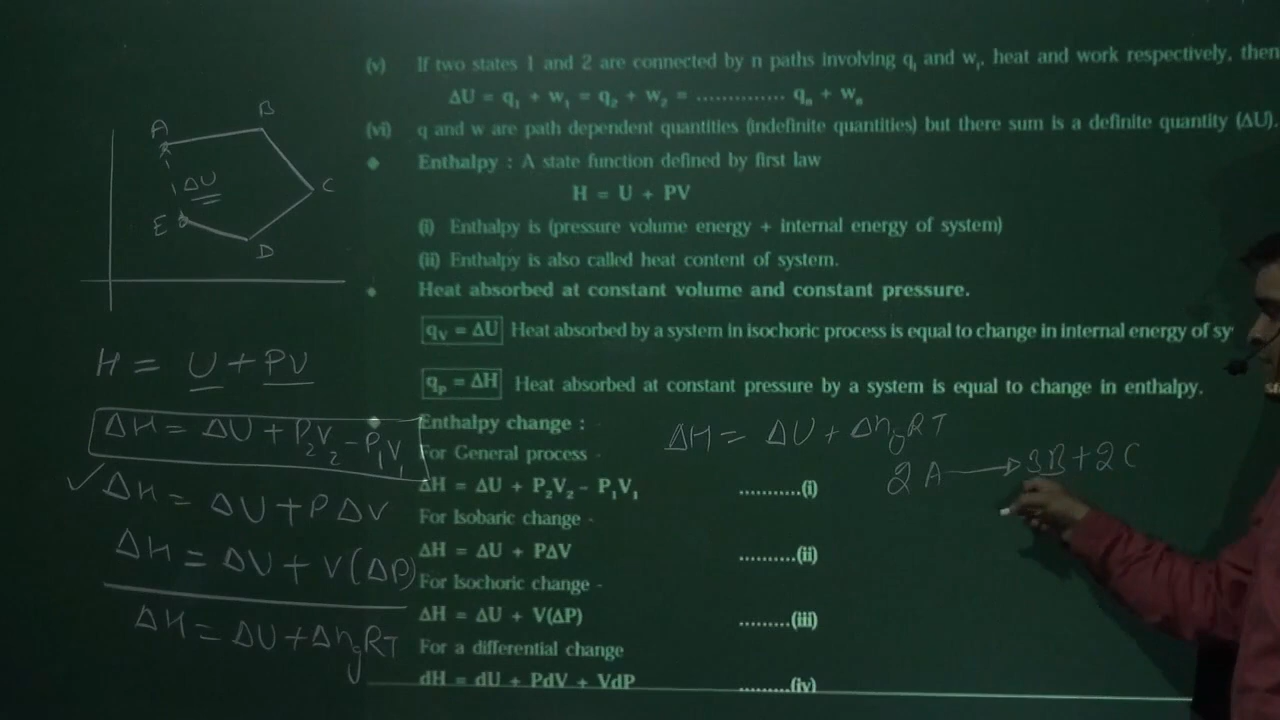 (v) If two states 1 and 2 are connected by n paths involving q₁ and w₁, heat and work respectively, then
ΔU = q₁ + w₁ = q₂ + w₂ = .............. qₙ + wₙ
(vi) q and w are path dependent quantities (indefinite quantities) but there sum is a definite quantity (ΔU).
Enthalpy : A state function defined by first law
H = U + PV
(i) Enthalpy is (pressure volume energy + internal energy of system)
(ii) Enthalpy is also called heat content of system.
Heat absorbed at constant volume and constant pressure.
qᵥ = ΔU Heat absorbed by a system in isochoric process is equal to change in internal energy of sy
qₚ = ΔH Heat absorbed at constant pressure by a system is equal to change in enthalpy.
Enthalpy change :
For General process -
ΔH = ΔU + P₂V₂ - P₁V₁ ...........(i)
For Isobaric change -
ΔH = ΔU + PΔV ..........(ii)
For Isochoric change -
ΔH = ΔU + V(ΔP) .........(iii)
For a differential change
dH = dU + PdV + VdP .........(iv)
A
B
C
D
E
ΔU
H = U + PV
ΔH = ΔU + P₂V₂ - P₁V₁
ΔH = ΔU + PΔV
ΔH = ΔU + V(ΔP)
ΔH = ΔU + Δn_gRT
ΔH = ΔU + Δn_gRT
2A → 3B + 2C